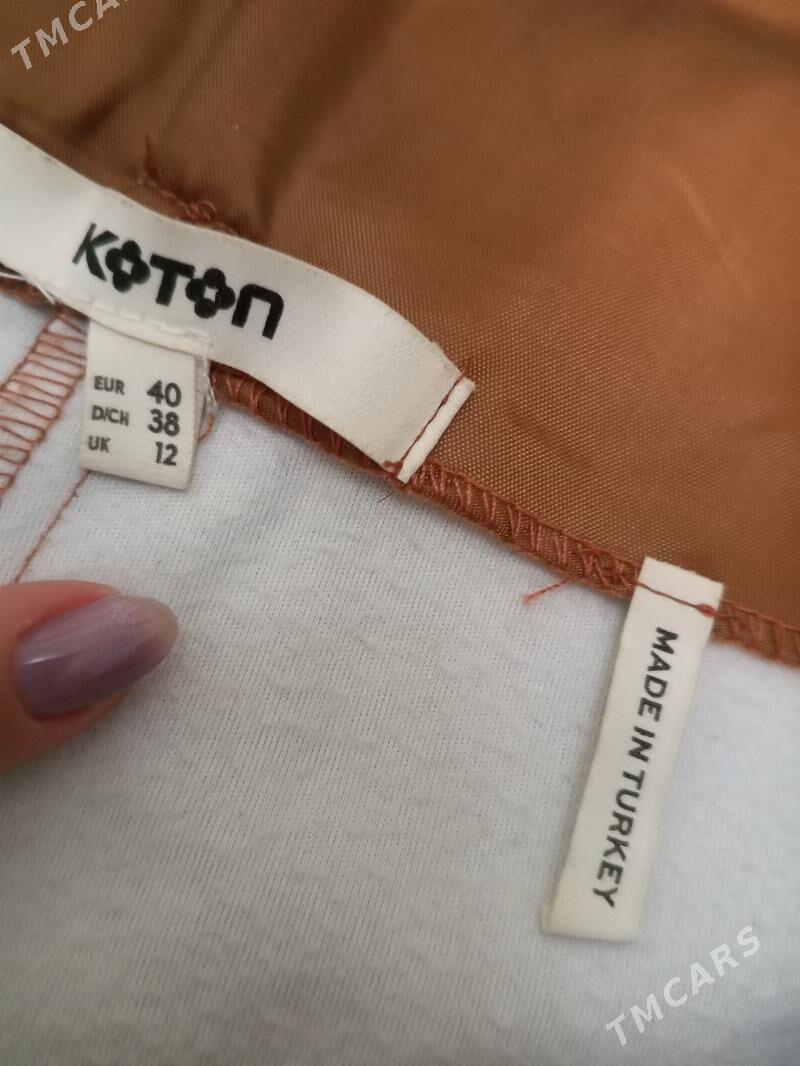 TMCARS
KOTON
EUR 40
D/CH 38
UK 12
MADE IN TURKEY
TMCARS